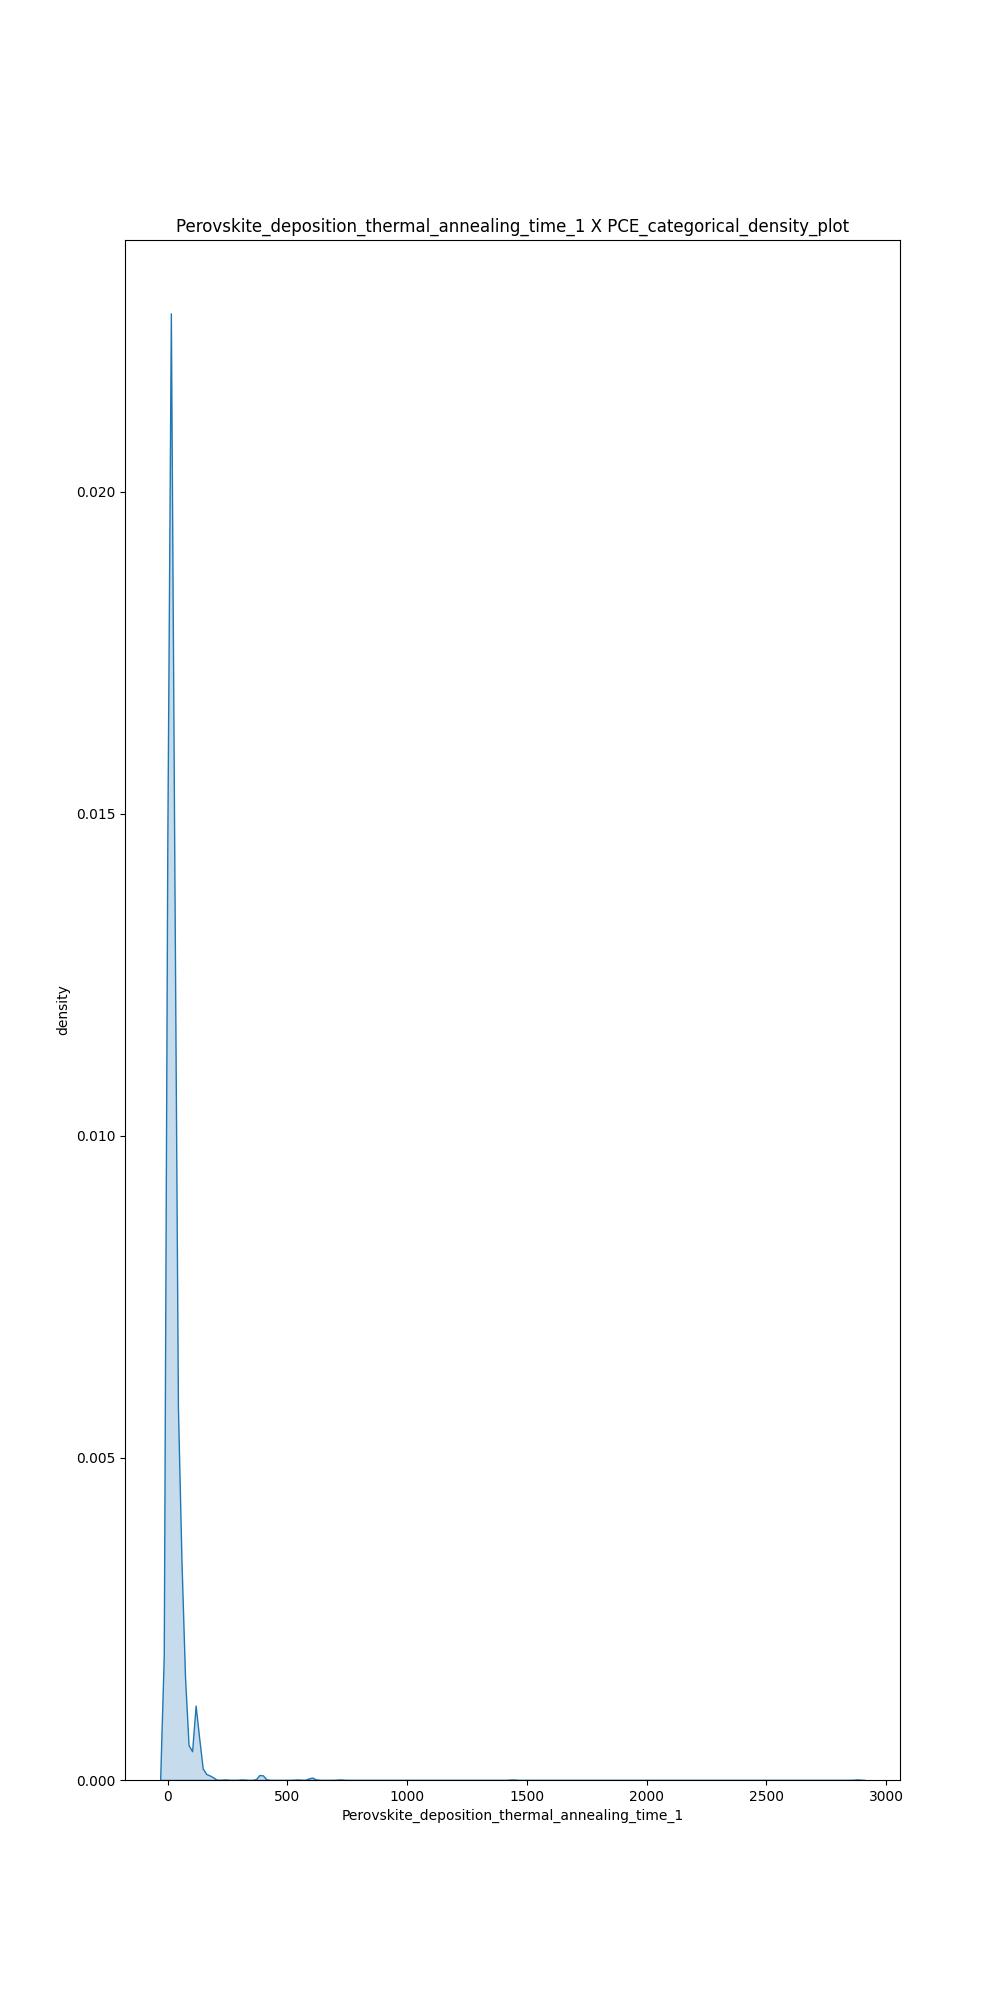 Perovskite_deposition_thermal_annealing_time_1 X PCE_categorical_density_plot
0.020
0.015
density
0.010
0.005
0.000
0 500 1000 1500 2000 2500 3000
Perovskite_deposition_thermal_annealing_time_1